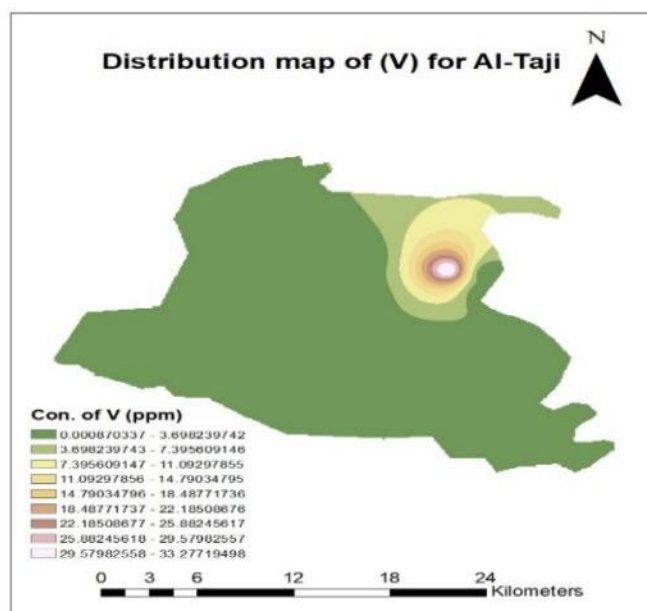 N
Distribution map of (V) for Al-Taji
Con. of V (ppm)
0.000870337 - 3.698239742
3.698239743 - 7.395609146
7.395609147 - 11.09297855
11.09297856 - 14.79034795
14.79034796 - 18.48771736
18.48771737 - 22.18508676
22.18508677 - 25.88245617
25.88245618 - 29.57982557
29.57982558 - 33.27719498
0 3 6 12 18 24
Kilometers